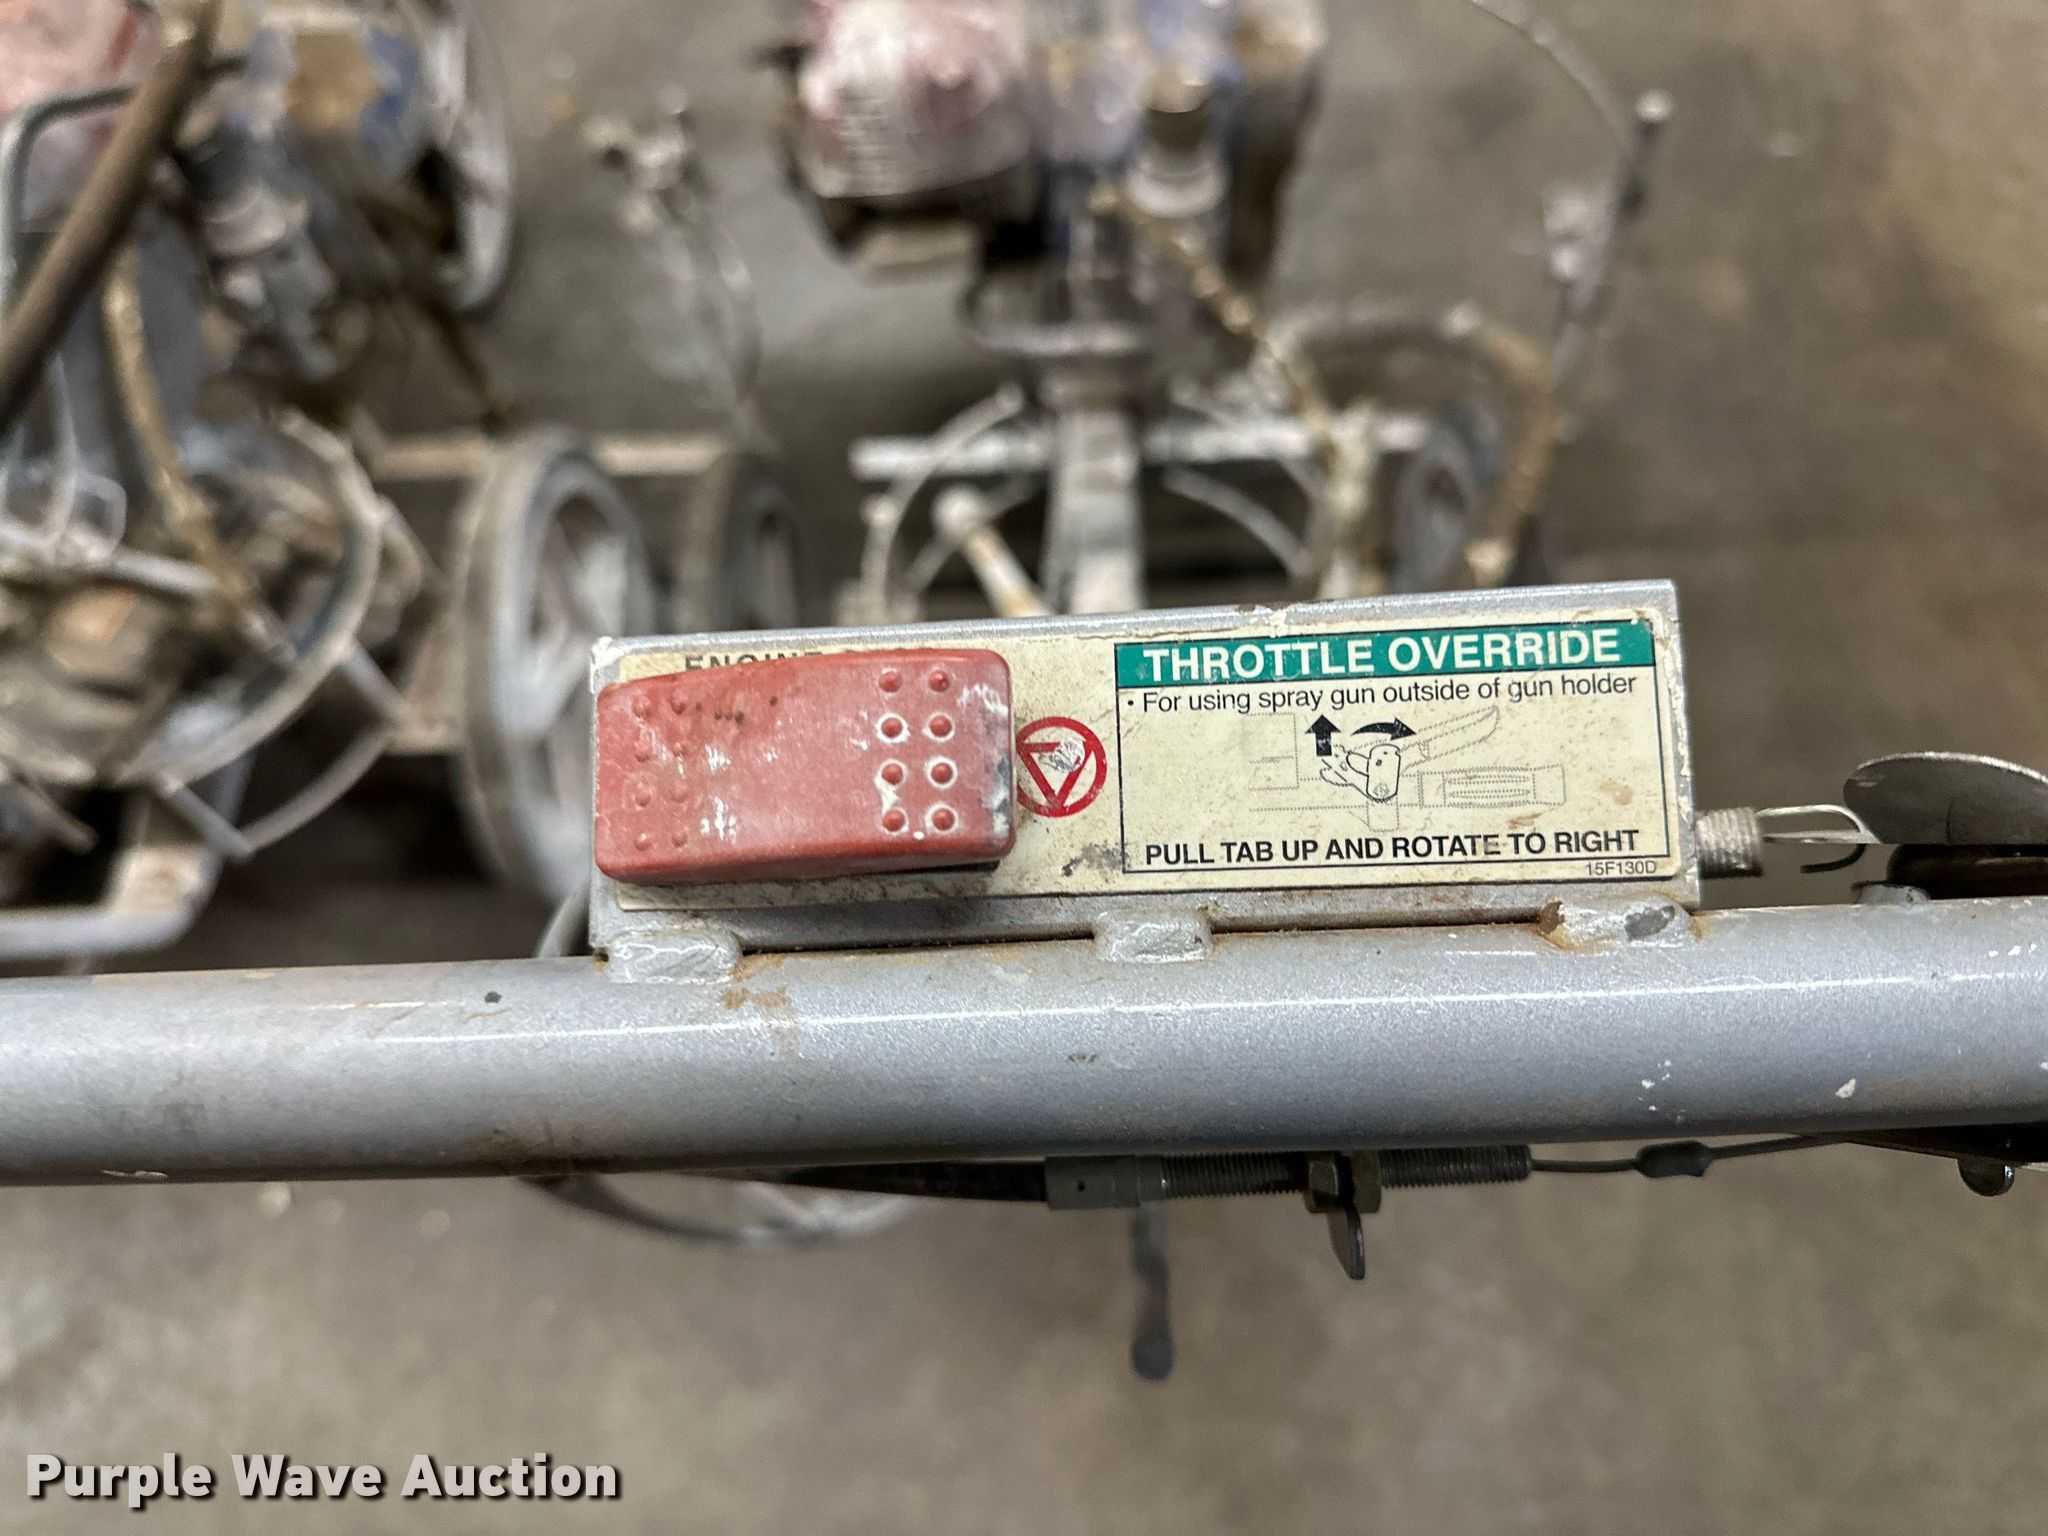 ENGINE
THROTTLE OVERRIDE
• For using spray gun outside of gun holder
PULL TAB UP AND ROTATE TO RIGHT
15F130D
Purple Wave Auction